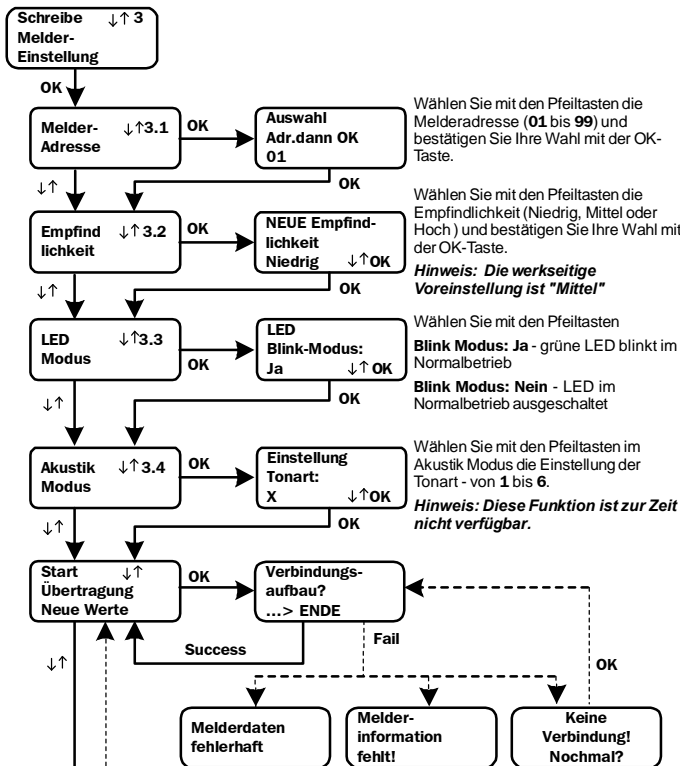 Schreibe ↓↑ 3
Melder-
Einstellung
OK
Melder- ↓↑3.1
Adresse
OK
Auswahl
Adr.dann OK
01
Wählen Sie mit den Pfeiltasten die
Melderadresse (01 bis 99) und
bestätigen Sie Ihre Wahl mit der OK-
Taste.
↓↑
OK
Empfind ↓↑ 3.2
lichkeit
OK
NEUE Empfind-
lichkeit
Niedrig ↓↑OK
Wählen Sie mit den Pfeiltasten die
Empfindlichkeit (Niedrig, Mittel oder
Hoch ) und bestätigen Sie Ihre Wahl mit
der OK-Taste.
Hinweis: Die werkseitige
Voreinstellung ist "Mittel"
↓↑
OK
LED ↓↑3.3
Modus
OK
LED
Blink-Modus:
Ja ↓↑ OK
Wählen Sie mit den Pfeiltasten
Blink Modus: Ja - grüne LED blinkt im
Normalbetrieb
Blink Modus: Nein - LED im
Normalbetrieb ausgeschaltet
↓↑
OK
Akustik ↓↑ 3.4
Modus
OK
Einstellung
Tonart:
X ↓↑OK
Wählen Sie mit den Pfeiltasten im
Akustik Modus die Einstellung der
Tonart - von 1 bis 6.
Hinweis: Diese Funktion ist zur Zeit
nicht verfügbar.
↓↑
OK
Start ↓↑
Übertragung
Neue Werte
OK
Verbindungs-
aufbau?
...> ENDE
↓↑
Success
Fail
OK
Melderdaten
fehlerhaft
Melder-
information
fehlt!
Keine
Verbindung!
Nochmal?